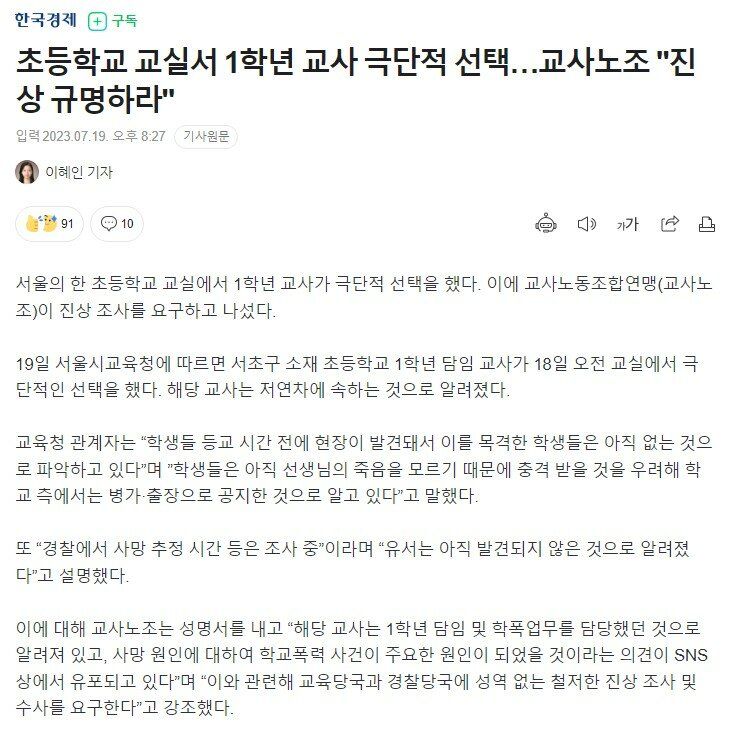 한국경제 구독
초등학교 교실서 1학년 교사 극단적 선택…교사노조 "진
상 규명하라"
입력 2023.07.19. 오후 8:27 기사원문
이혜인 기자
91 10 가가
서울의 한 초등학교 교실에서 1학년 교사가 극단적 선택을 했다. 이에 교사노동조합연맹(교사노
조)이 진상 조사를 요구하고 나섰다.
19일 서울시교육청에 따르면 서초구 소재 초등학교 1학년 담임 교사가 18일 오전 교실에서 극
단적인 선택을 했다. 해당 교사는 저연차에 속하는 것으로 알려졌다.
교육청 관계자는 “학생들 등교 시간 전에 현장이 발견돼서 이를 목격한 학생들은 아직 없는 것으
로 파악하고 있다”며 ”학생들은 아직 선생님의 죽음을 모르기 때문에 충격 받을 것을 우려해 학
교 측에서는 병가·출장으로 공지한 것으로 알고 있다”고 말했다.
또 “경찰에서 사망 추정 시간 등은 조사 중”이라며 “유서는 아직 발견되지 않은 것으로 알려졌
다”고 설명했다.
이에 대해 교사노조는 성명서를 내고 “해당 교사는 1학년 담임 및 학폭업무를 담당했던 것으로
알려져 있고, 사망 원인에 대하여 학교폭력 사건이 주요한 원인이 되었을 것이라는 의견이 SNS
상에서 유포되고 있다”며 “이와 관련해 교육당국과 경찰당국에 성역 없는 철저한 진상 조사 및
수사를 요구한다”고 강조했다.